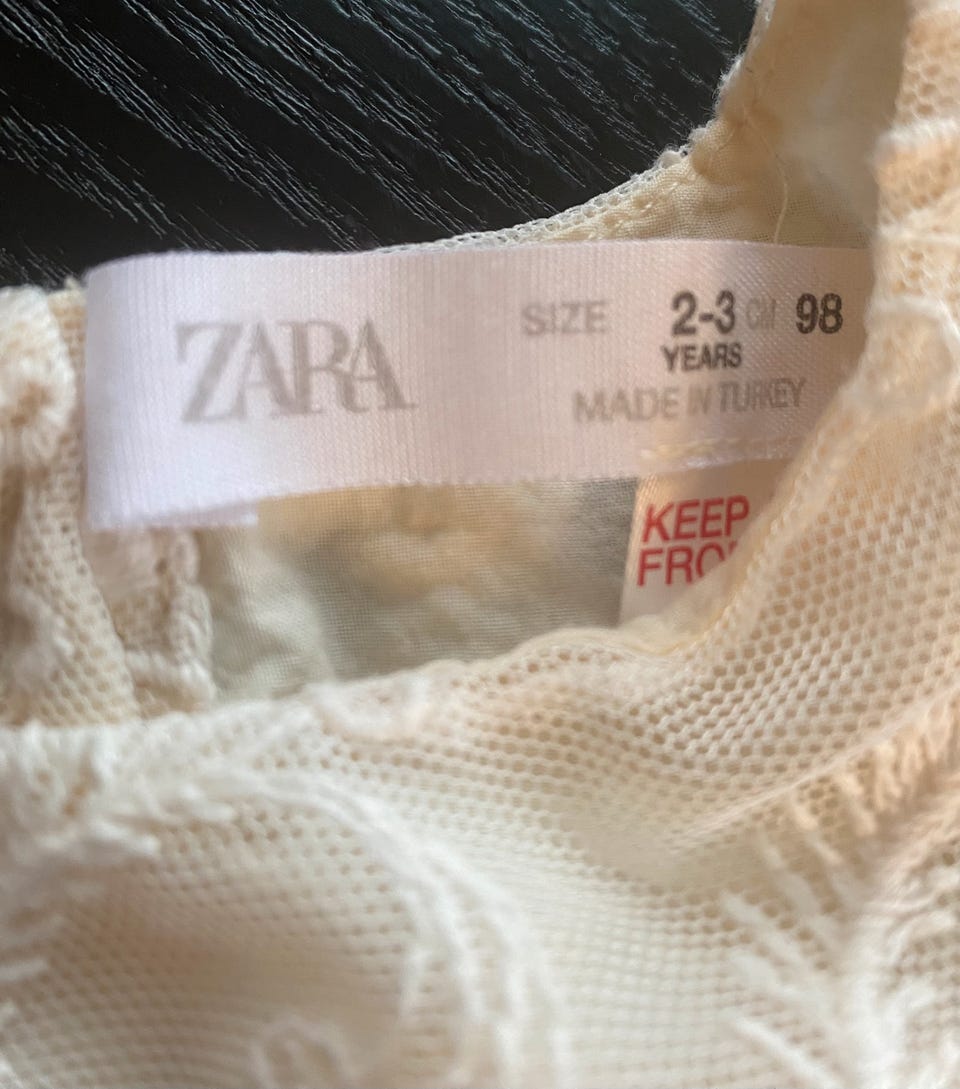 ZARA
SIZE 2-3 CM 98
YEARS
MADE IN TURKEY
KEEP